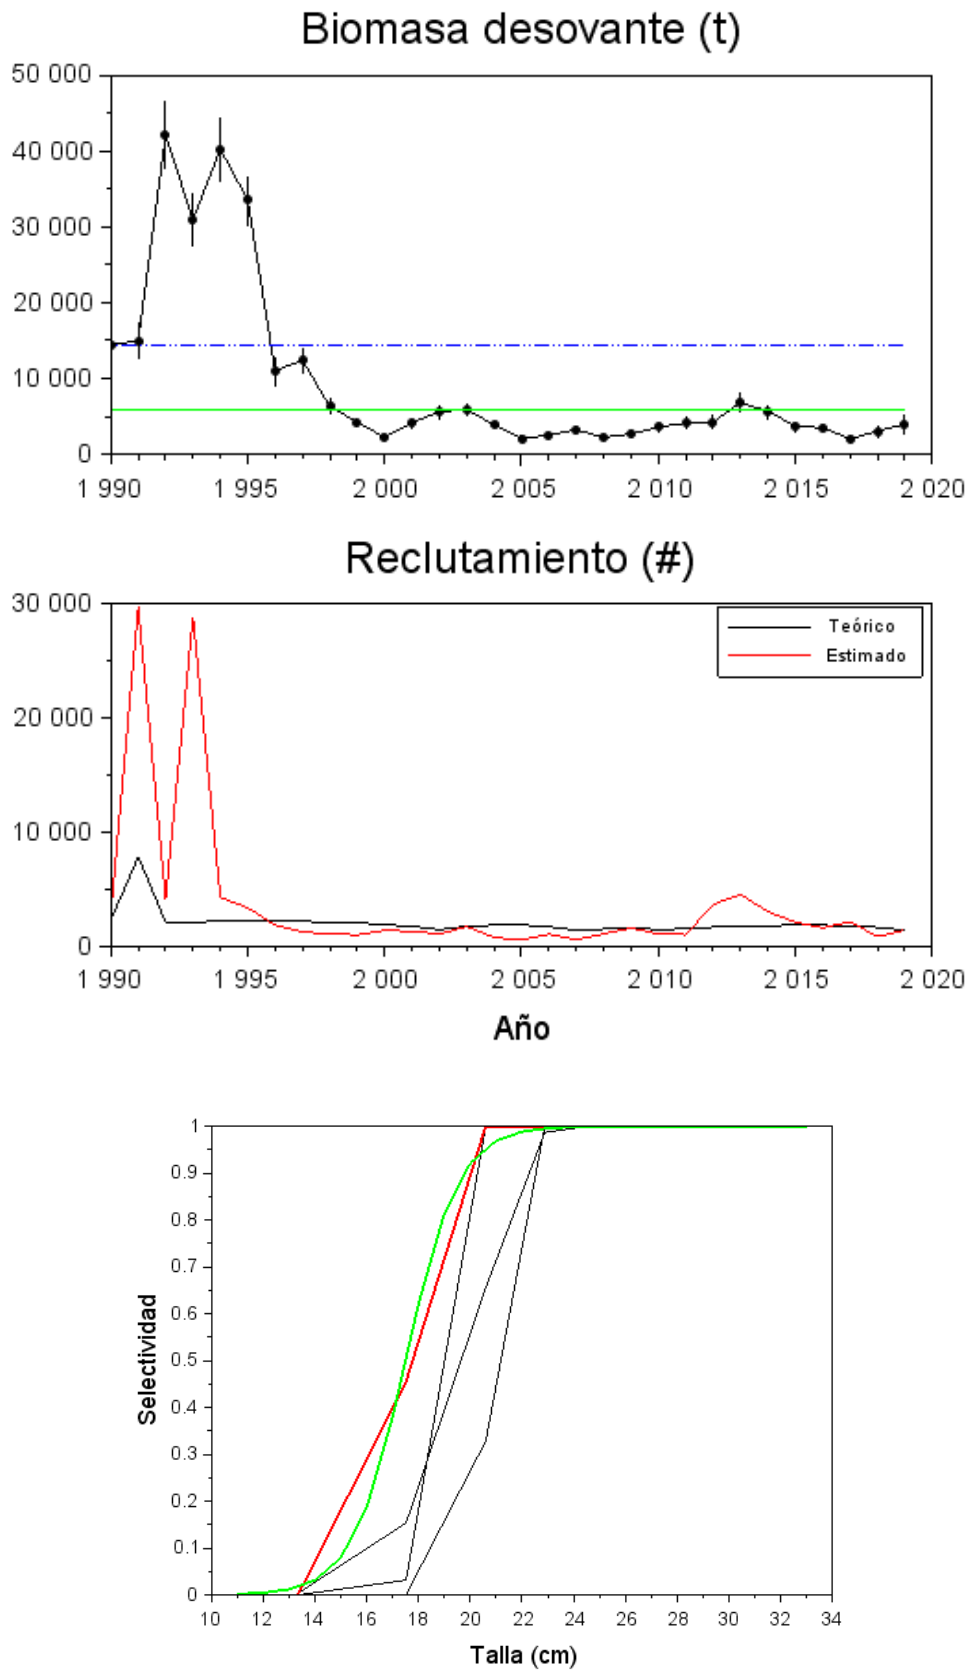 Biomasa desovante (t)
50 000
40 000
30 000
20 000
10 000
0
1 990 1 995 2 000 2 005 2 010 2 015 2 020
Reclutamiento (#)
30 000
20 000
10 000
0
Teórico
Estimado
1 990 1 995 2 000 2 005 2 010 2 015 2 020
Año
1
0.9
0.8
0.7
0.6
0.5
0.4
0.3
0.2
0.1
0
Selectividad
10 12 14 16 18 20 22 24 26 28 30 32 34
Talla (cm)